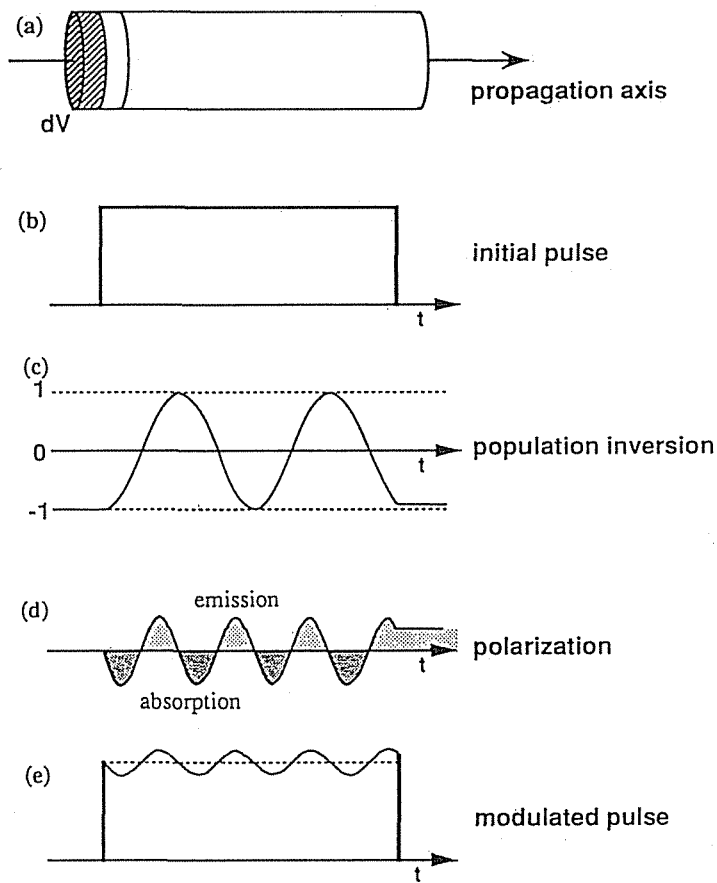 (a)
propagation axis
dV
(b)
initial pulse
t
(c)
1
0
population inversion
t
-1
(d)
emission
polarization
t
absorption
(e)
modulated pulse
t